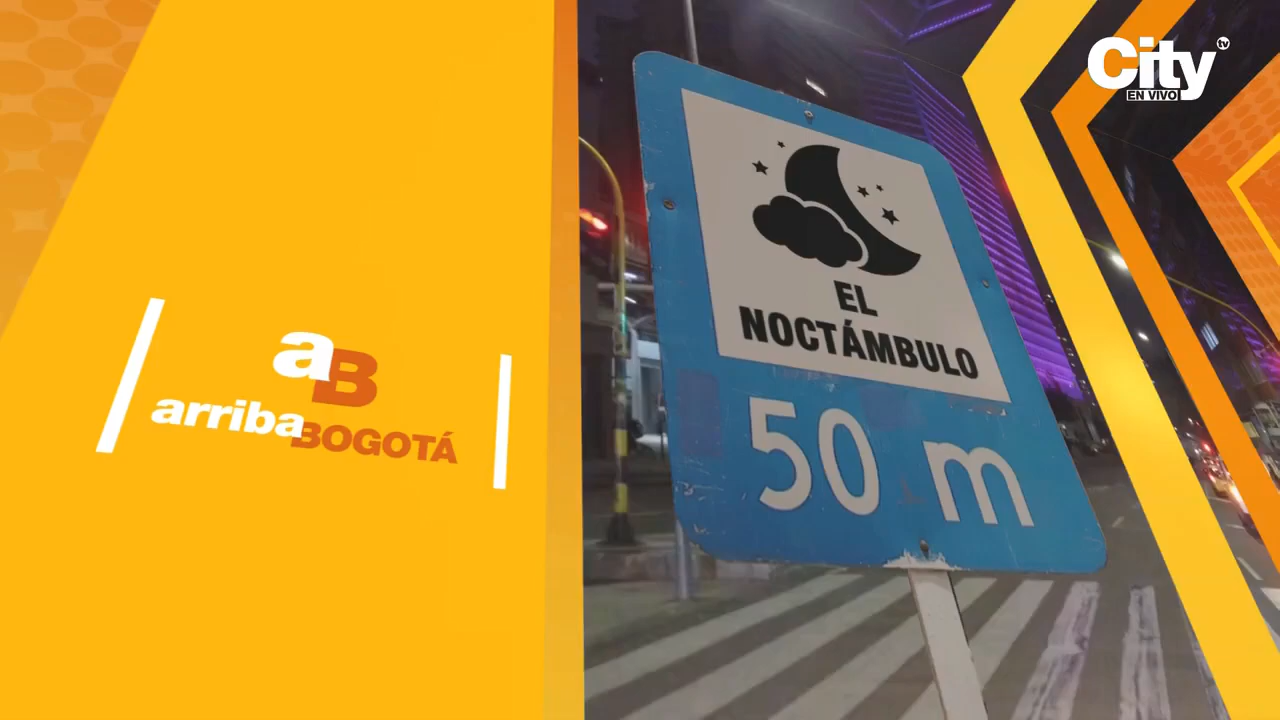 City tv
EN VIVO
EL
NOCTÁMBULO
50 m
aB
arriba BOGOTÁ